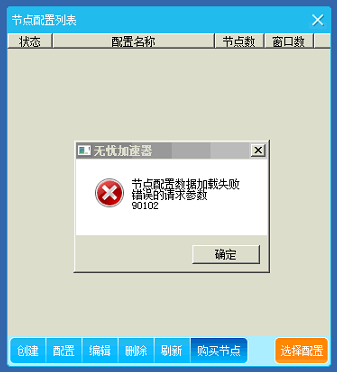 节点配置列表
状态 配置名称 节点数 窗口数
无忧加速器
节点配置数据加载失败
错误的请求参数
90102
确定
创建 配置 编辑 删除 刷新 购买节点 选择配置